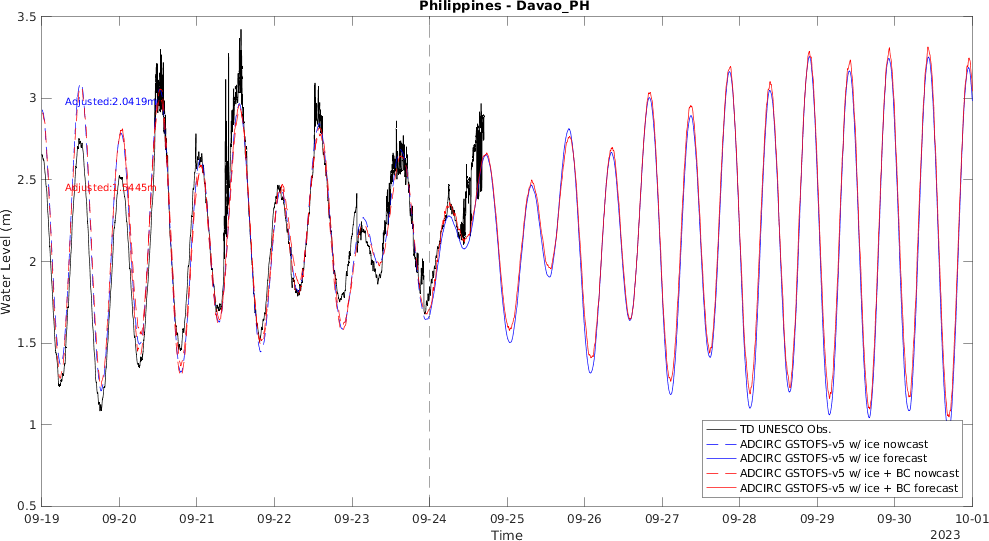 Philippines - Davao_PH
3.5
3
2.5
2
1.5
1
0.5
Water Level (m)
Adjusted:2.0419m
Adjusted:1.5445m
TD UNESCO Obs.
ADCIRC GSTOFS-v5 w/ ice nowcast
ADCIRC GSTOFS-v5 w/ ice forecast
ADCIRC GSTOFS-v5 w/ ice + BC nowcast
ADCIRC GSTOFS-v5 w/ ice + BC forecast
09-19 09-20 09-21 09-22 09-23 09-24 09-25 09-26 09-27 09-28 09-29 09-30 10-01
Time
2023